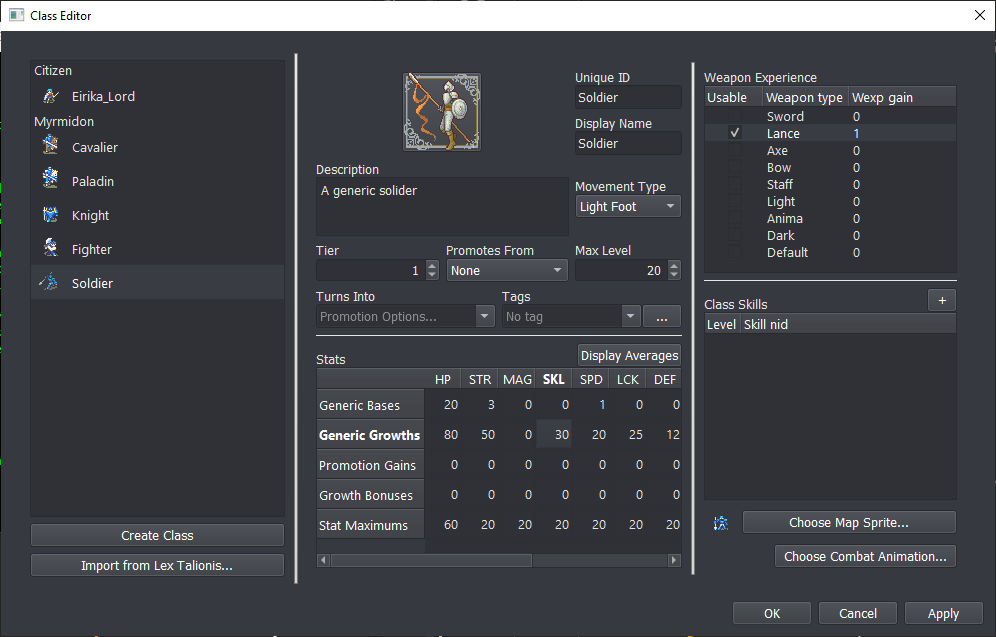 Class Editor
Citizen
Eirika_Lord
Myrmidon
Cavalier
Paladin
Knight
Fighter
Soldier
Create Class
Import from Lex Talionis...
Unique ID
Soldier
Display Name
Soldier
Description
A generic solider
Movement Type
Light Foot
Tier
1
Promotes From
None
Max Level
20
Turns Into
Promotion Options...
Tags
No tag
...
Stats
Display Averages
HP STR MAG SKL SPD LCK DEF
Generic Bases 20 3 0 0 1 0 0
Generic Growths 80 50 0 30 20 25 12
Promotion Gains 0 0 0 0 0 0 0
Growth Bonuses 0 0 0 0 0 0 0
Stat Maximums 60 20 20 20 20 20 20
Weapon Experience
Usable Weapon type Wexp gain
Sword 0
✓ Lance 1
Axe 0
Bow 0
Staff 0
Light 0
Anima 0
Dark 0
Default 0
Class Skills
+
Level Skill nid
Choose Map Sprite...
Choose Combat Animation...
OK Cancel Apply